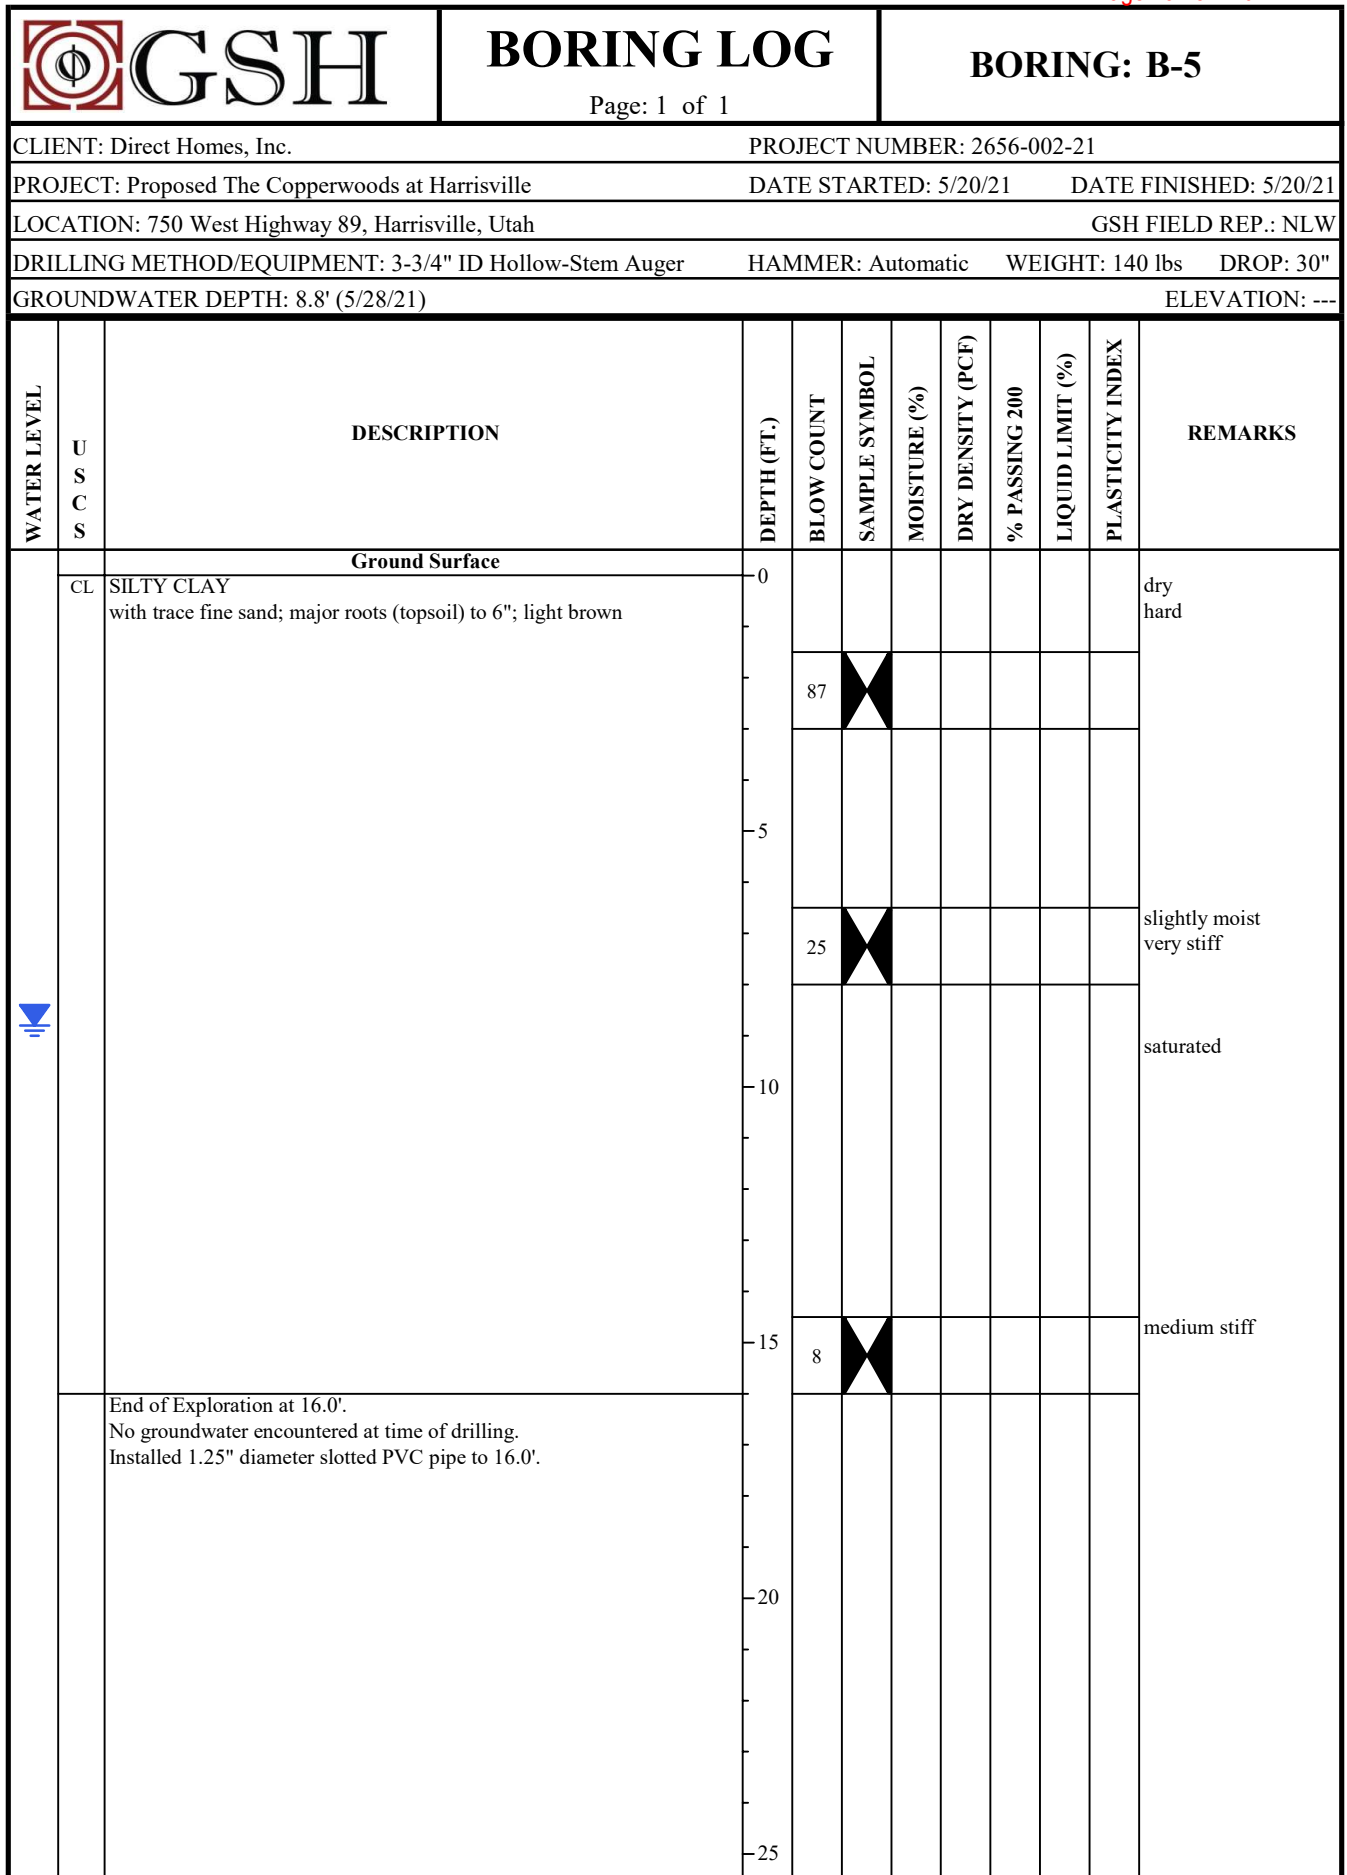 GSH
BORING LOG
Page: 1 of 1
BORING: B-5
CLIENT: Direct Homes, Inc. PROJECT NUMBER: 2656-002-21
PROJECT: Proposed The Copperwoods at Harrisville DATE STARTED: 5/20/21 DATE FINISHED: 5/20/21
LOCATION: 750 West Highway 89, Harrisville, Utah GSH FIELD REP.: NLW
DRILLING METHOD/EQUIPMENT: 3-3/4" ID Hollow-Stem Auger HAMMER: Automatic WEIGHT: 140 lbs DROP: 30"
GROUNDWATER DEPTH: 8.8' (5/28/21) ELEVATION: ---
WATER LEVEL
U
S
C
S
DESCRIPTION
DEPTH (FT.)
BLOW COUNT
SAMPLE SYMBOL
MOISTURE (%)
DRY DENSITY (PCF)
% PASSING 200
LIQUID LIMIT (%)
PLASTICITY INDEX
REMARKS
Ground Surface
0
CL SILTY CLAY dry
with trace fine sand; major roots (topsoil) to 6"; light brown hard
87
5
slightly moist
25 very stiff
saturated
10
medium stiff
15 8
End of Exploration at 16.0'.
No groundwater encountered at time of drilling.
Installed 1.25" diameter slotted PVC pipe to 16.0'.
20
25